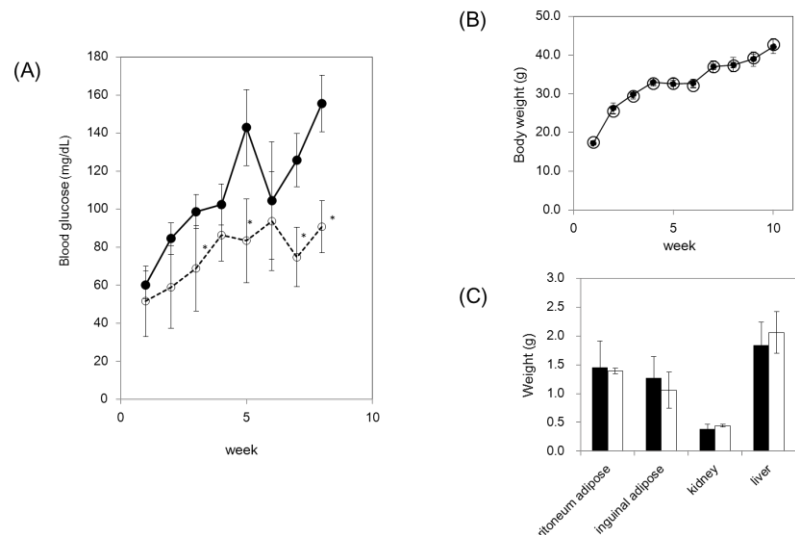 (A)
180
160
140
120
100
80
60
40
20
0
Blood glucose (mg/dL)
*
*
*
*
0
5
10
week
(B)
50.0
40.0
30.0
20.0
10.0
0.0
Body weight (g)
0
5
10
week
(C)
3.0
2.5
2.0
1.5
1.0
0.5
0.0
Weight (g)
ritoneum adipose
inguinal adipose
kidney
liver